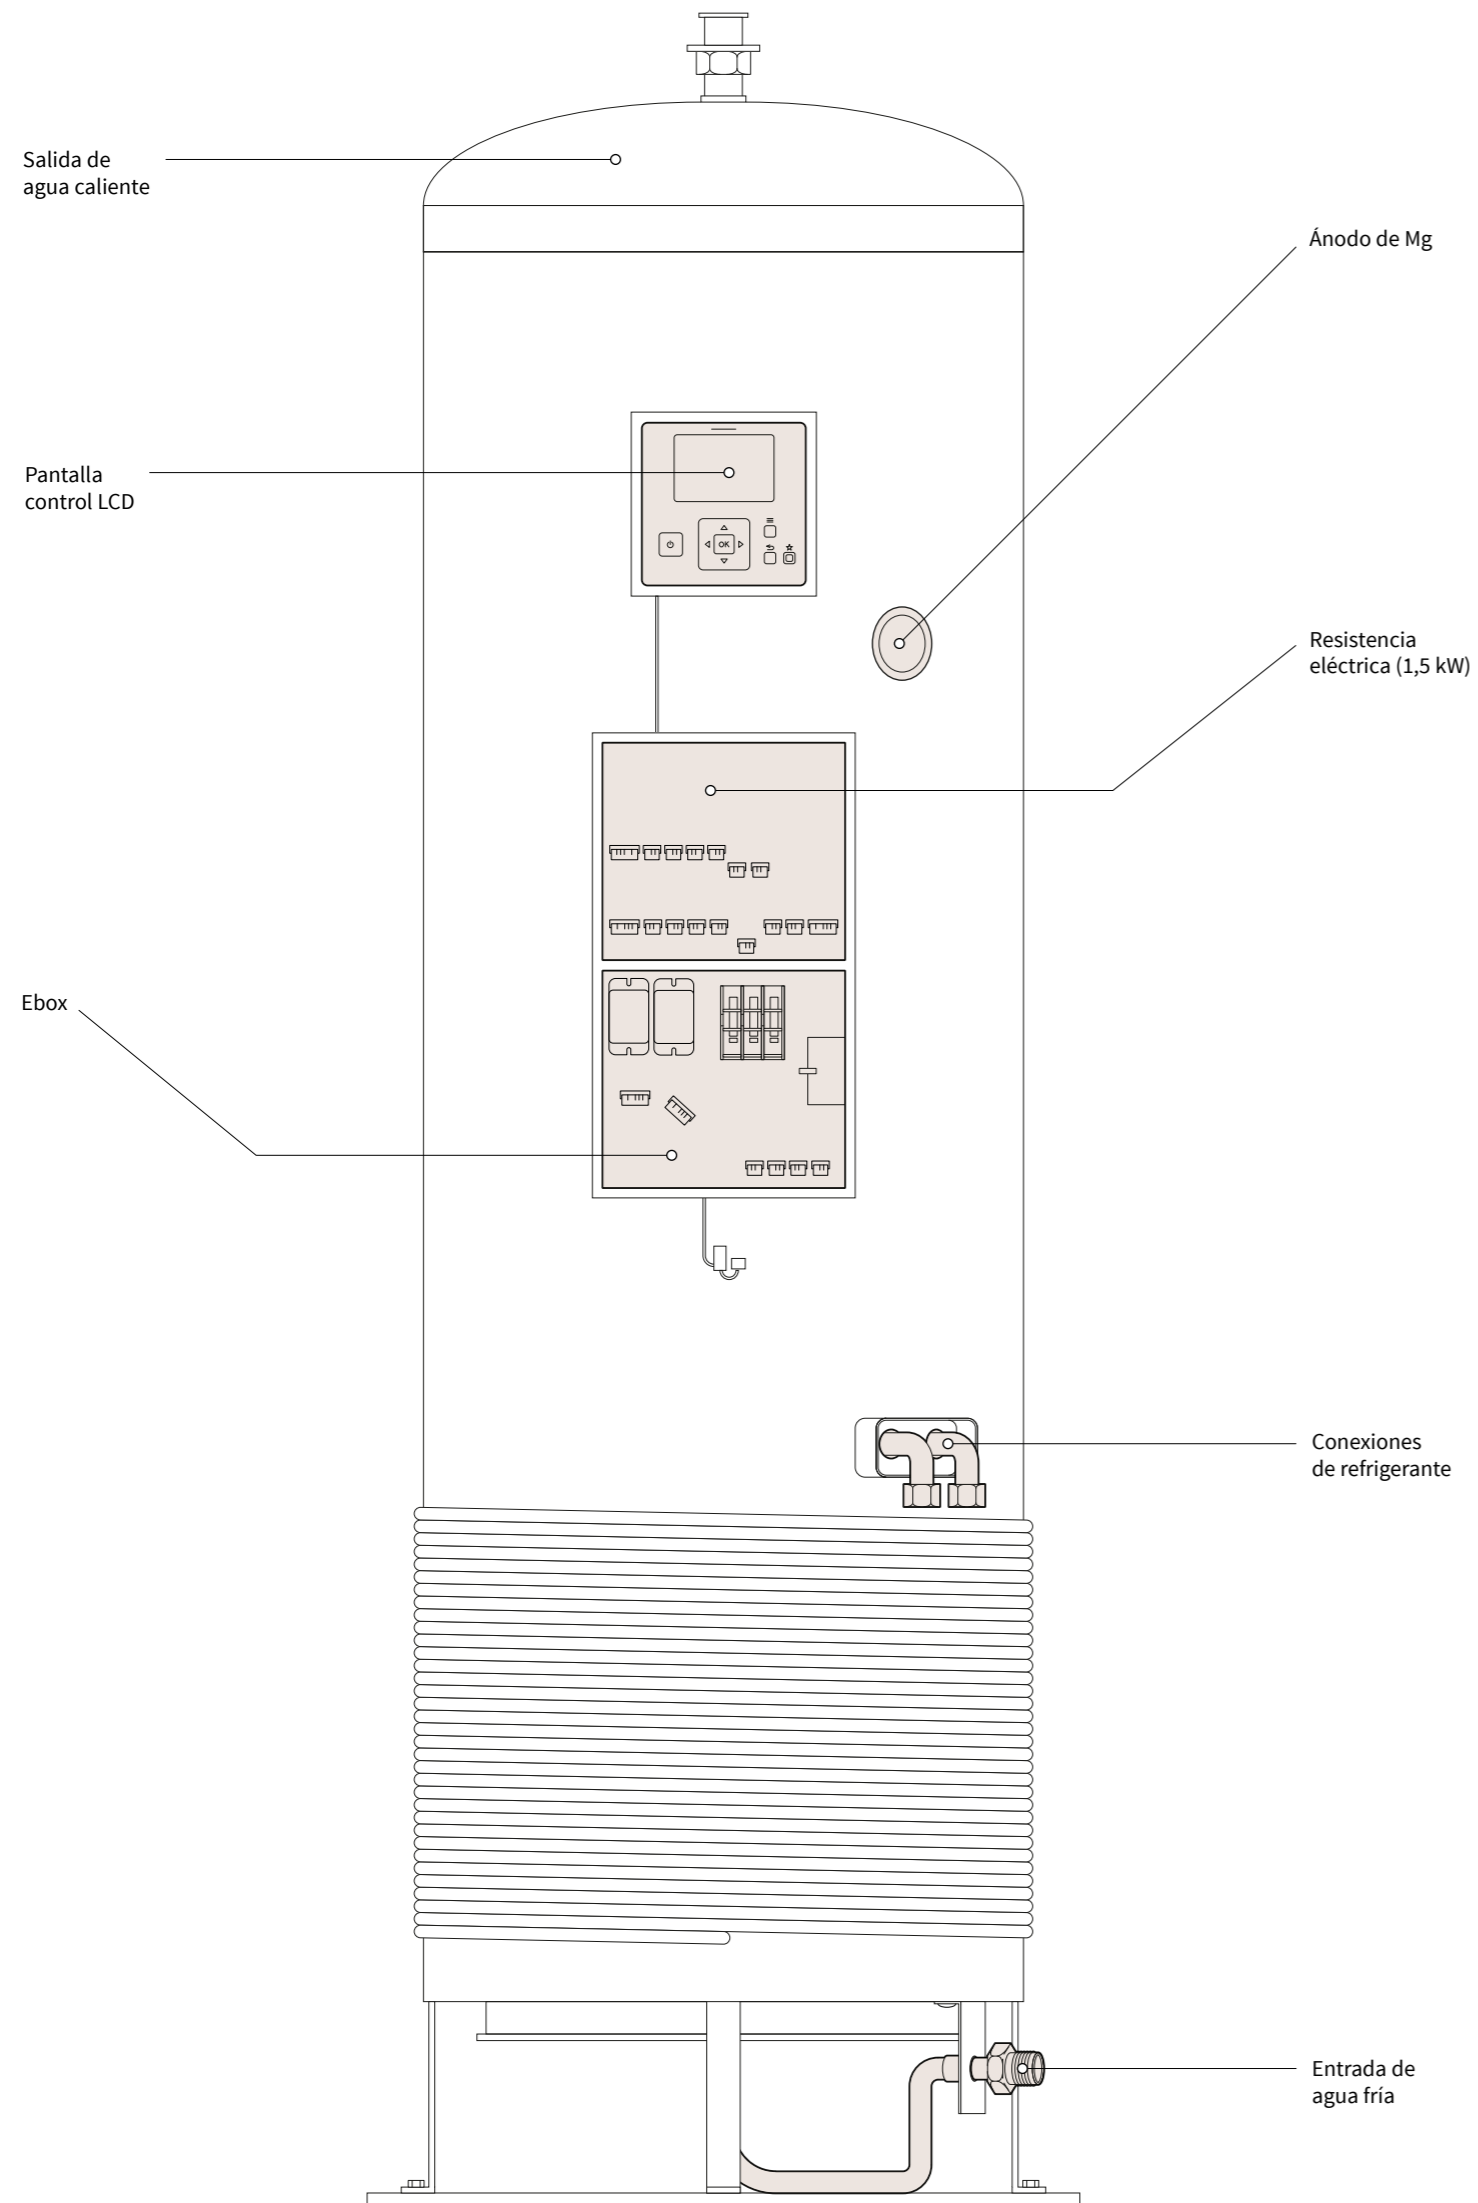 Salida de
agua caliente
Ánodo de Mg
Pantalla
control LCD
OK
Resistencia
eléctrica (1,5 kW)
Ebox
Conexiones
de refrigerante
Entrada de
agua fría